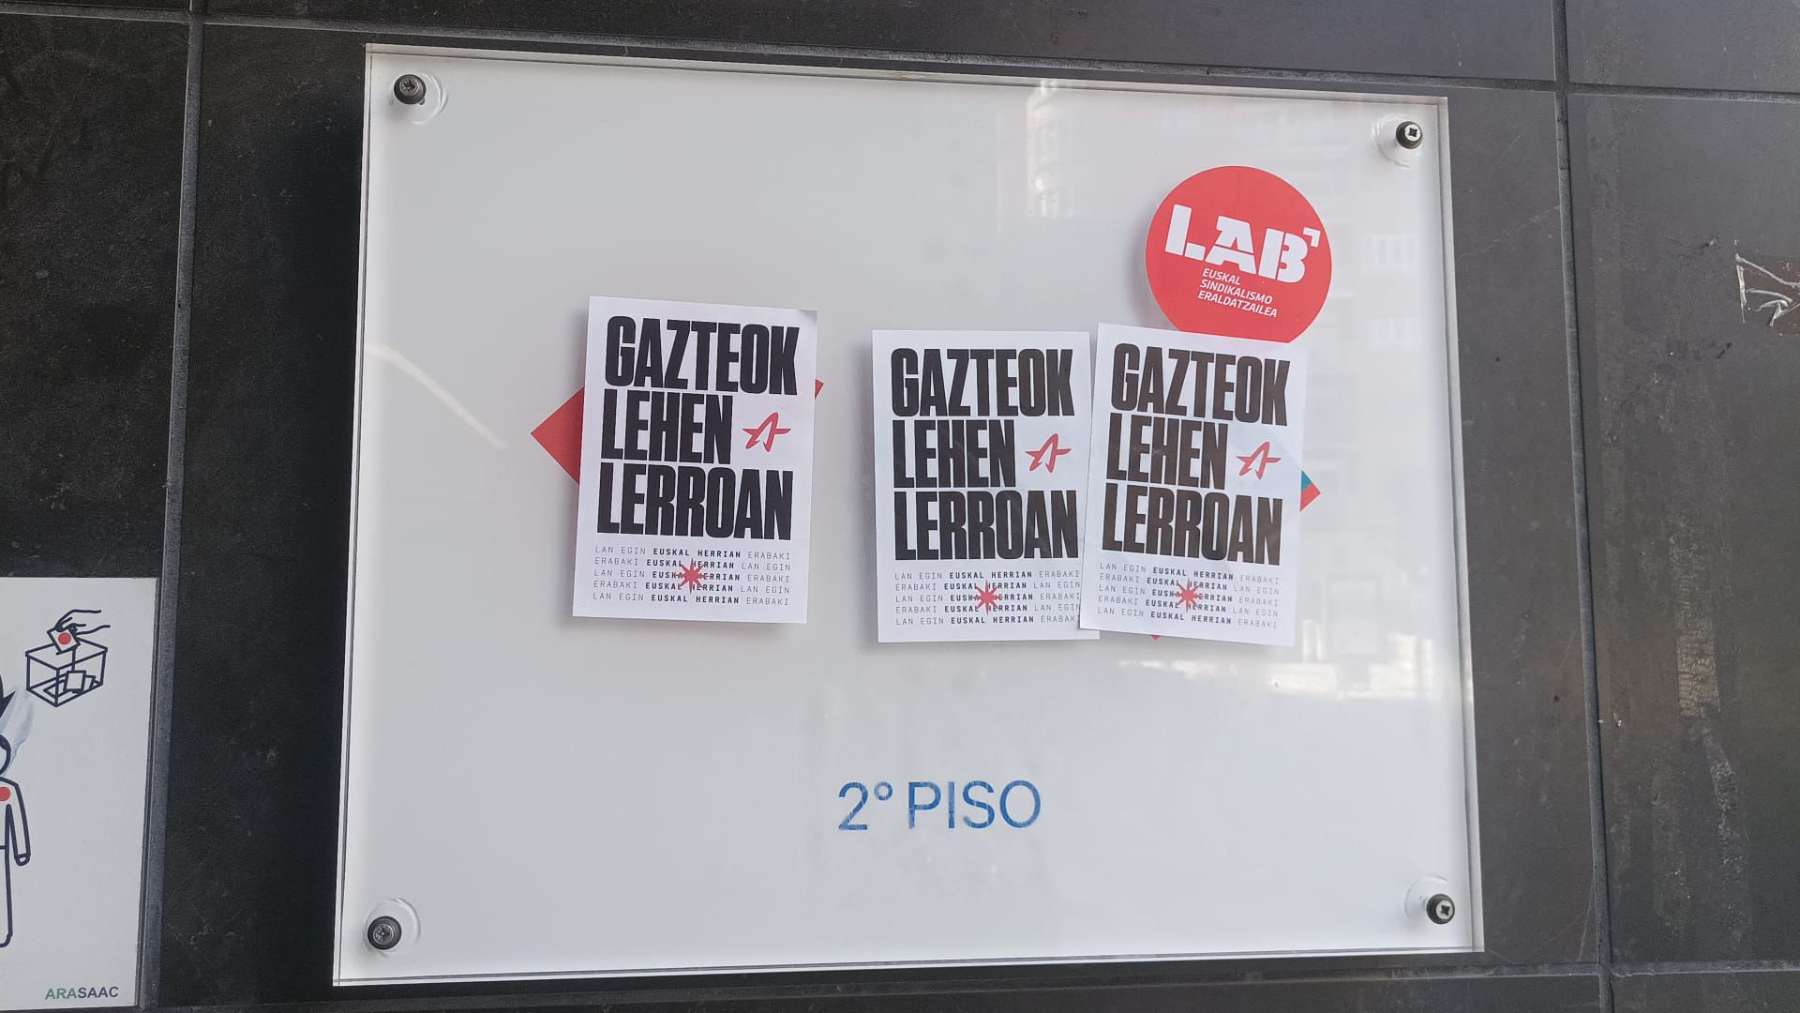 LAB
EUSKAL
SINDIKALISMO
ERALDATZAILEA
GAZTEOK
LEHEN
LERROAN
LAN EGIN EUSKAL HERRIAN ERABAKI
ERABAKI EUSKAL HERRIAN LAN EGIN
LAN EGIN EUSKAL HERRIAN ERABAKI
ERABAKI EUSKAL HERRIAN LAN EGIN
LAN EGIN EUSKAL HERRIAN ERABAKI
GAZTEOK
LEHEN
LERROAN
LAN EGIN EUSKAL HERRIAN ERABAKI
ERABAKI EUSKAL HERRIAN LAN EGIN
LAN EGIN EUSKAL HERRIAN ERABAKI
ERABAKI EUSKAL HERRIAN LAN EGIN
LAN EGIN EUSKAL HERRIAN ERABAKI
GAZTEOK
LEHEN
LERROAN
LAN EGIN EUSKAL HERRIAN ERABAKI
ERABAKI EUSKAL HERRIAN LAN EGIN
LAN EGIN EUSKAL HERRIAN ERABAKI
ERABAKI EUSKAL HERRIAN LAN EGIN
LAN EGIN EUSKAL HERRIAN ERABAKI
2º PISO
ARASAAC